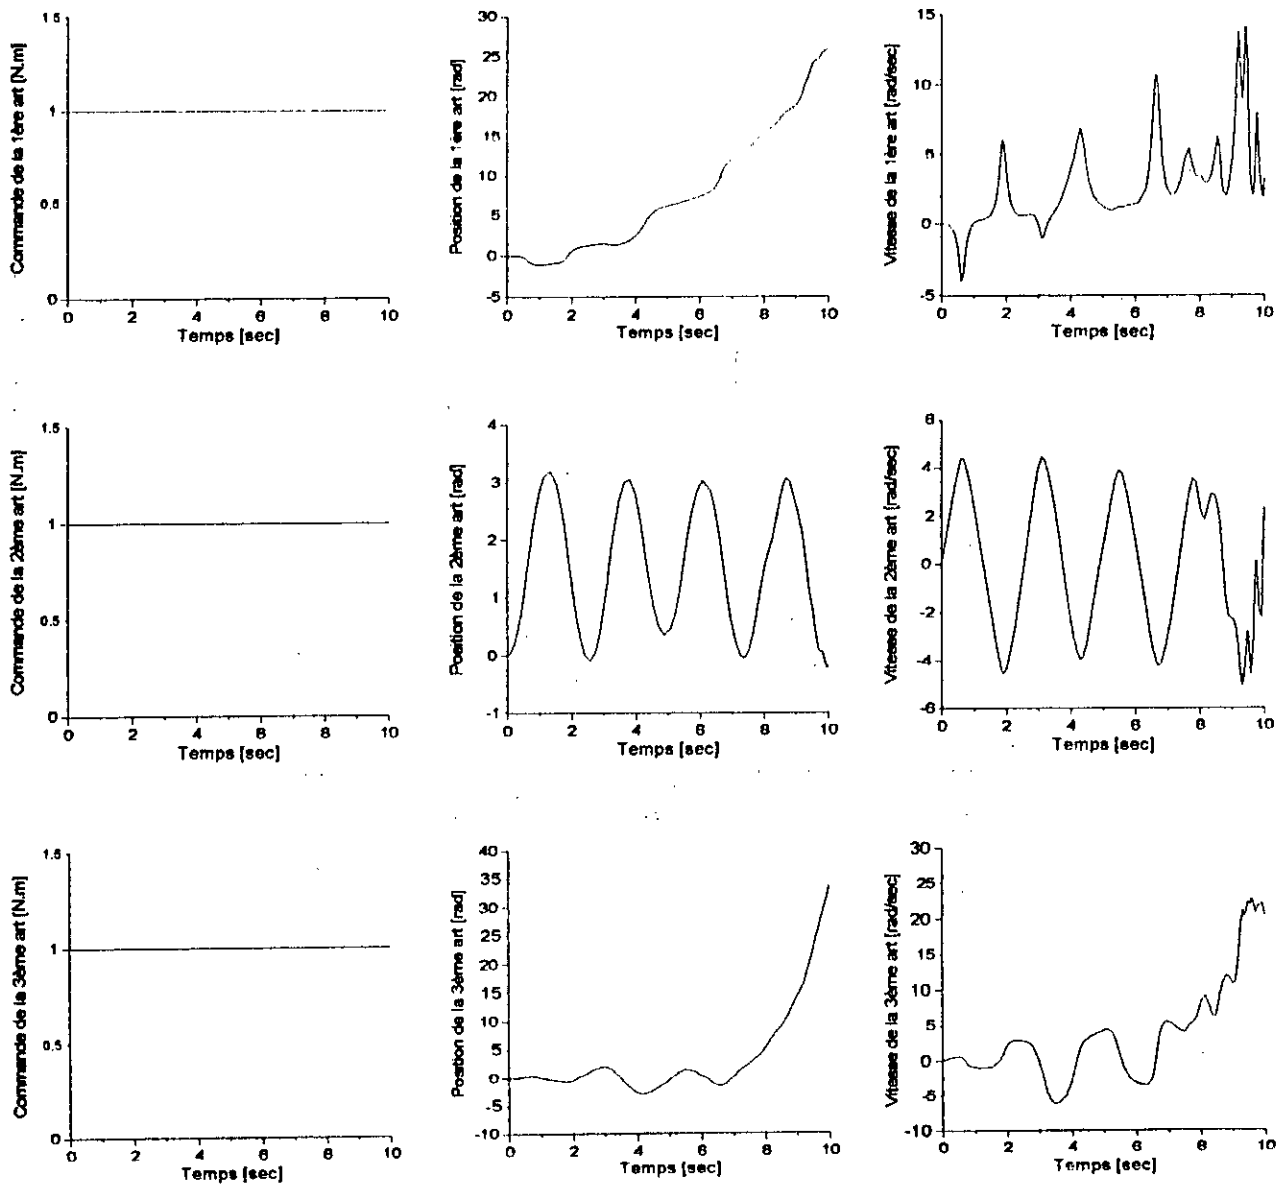 Commande de la 1ère art [N.m]
1.5
1
0.5
0
0 2 4 6 8 10
Temps [sec]
Position de la 1ère art [rad]
30
25
20
15
10
5
0
-5
0 2 4 6 8 10
Temps [sec]
Vitesse de la 1ère art [rad/sec]
15
10
5
0
-5
0 2 4 6 8 10
Temps [sec]
Commande de la 2ème art [N.m]
1.5
1
0.5
0
0 2 4 6 8 10
Temps [sec]
Position de la 2ème art [rad]
4
3
2
1
0
-1
0 2 4 6 8 10
Temps [sec]
Vitesse de la 2ème art [rad/sec]
6
4
2
0
-2
-4
-6
0 2 4 6 8 10
Temps [sec]
Commande de la 3ème art [N.m]
1.5
1
0.5
0
0 2 4 6 8 10
Temps [sec]
Position de la 3ème art [rad]
40
35
30
25
20
15
10
5
0
-5
-10
0 2 4 6 8 10
Temps [sec]
Vitesse de la 3ème art [rad/sec]
30
25
20
15
10
5
0
-5
-10
0 2 4 6 8 10
Temps [sec]